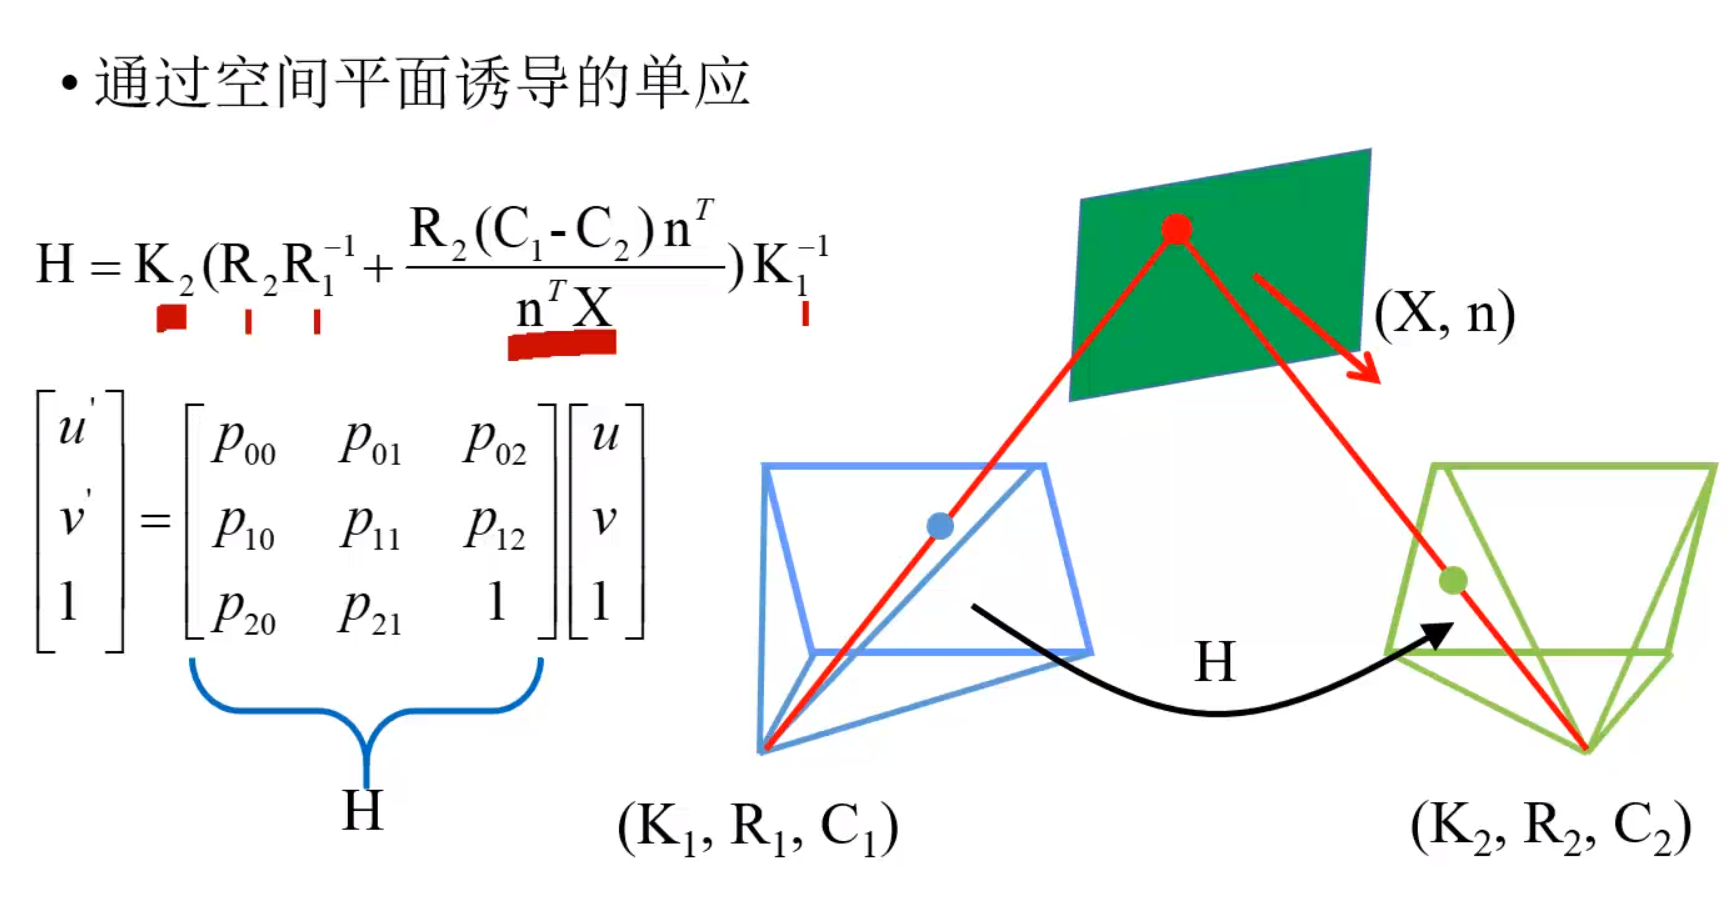 • 通过空间平面诱导的单应
H = K₂(R₂R₁⁻¹ + R₂(C₁-C₂)nᵀ / nᵀX)K₁⁻¹
(X, n)
[u' v' 1] = [p₀₀ p₀₁ p₀₂; p₁₀ p₁₁ p₁₂; p₂₀ p₂₁ 1] [u v 1]
H
H
(K₁, R₁, C₁)
(K₂, R₂, C₂)